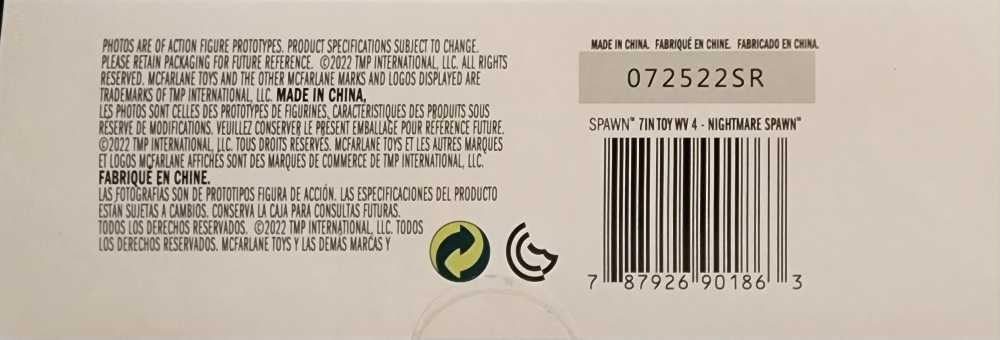 PHOTOS ARE OF ACTION FIGURE PROTOTYPES. PRODUCT SPECIFICATIONS SUBJECT TO CHANGE.
PLEASE RETAIN PACKAGING FOR FUTURE REFERENCE. ©2022 TMP INTERNATIONAL, LLC. ALL RIGHTS
RESERVED. MCFARLANE TOYS AND THE OTHER MCFARLANE MARKS AND LOGOS DISPLAYED ARE
TRADEMARKS OF TMP INTERNATIONAL, LLC. MADE IN CHINA.
LES PHOTOS SONT CELLES DES PROTOTYPES DE FIGURINES, CARACTÉRISTIQUES DES PRODUITS SOUS
RÉSERVE DE MODIFICATIONS. VEUILLEZ CONSERVER LE PRÉSENT EMBALLAGE POUR RÉFÉRENCE FUTURE.
©2022 TMP INTERNATIONAL, LLC. TOUS DROITS RÉSERVÉS. MCFARLANE TOYS ET LES AUTRES MARQUES
ET LOGOS MCFARLANE AFFICHÉS SONT DES MARQUES DE COMMERCE DE TMP INTERNATIONAL, LLC.
FABRIQUÉ EN CHINE.
LAS FOTOGRAFÍAS SON DE PROTOTIPOS FIGURA DE ACCIÓN. LAS ESPECIFICACIONES DEL PRODUCTO
ESTÁN SUJETAS A CAMBIOS. CONSERVA LA CAJA PARA CONSULTAS FUTURAS.
TODOS LOS DERECHOS RESERVADOS. ©2022 TMP INTERNATIONAL, LLC. TODOS
LOS DERECHOS RESERVADOS. MCFARLANE TOYS Y LAS DEMÁS MARCAS Y
MADE IN CHINA. FABRIQUÉ EN CHINE. FABRICADO EN CHINA.
072522SR
SPAWN™ 7IN TOY WV 4 - NIGHTMARE SPAWN™
7 87926 90186 3